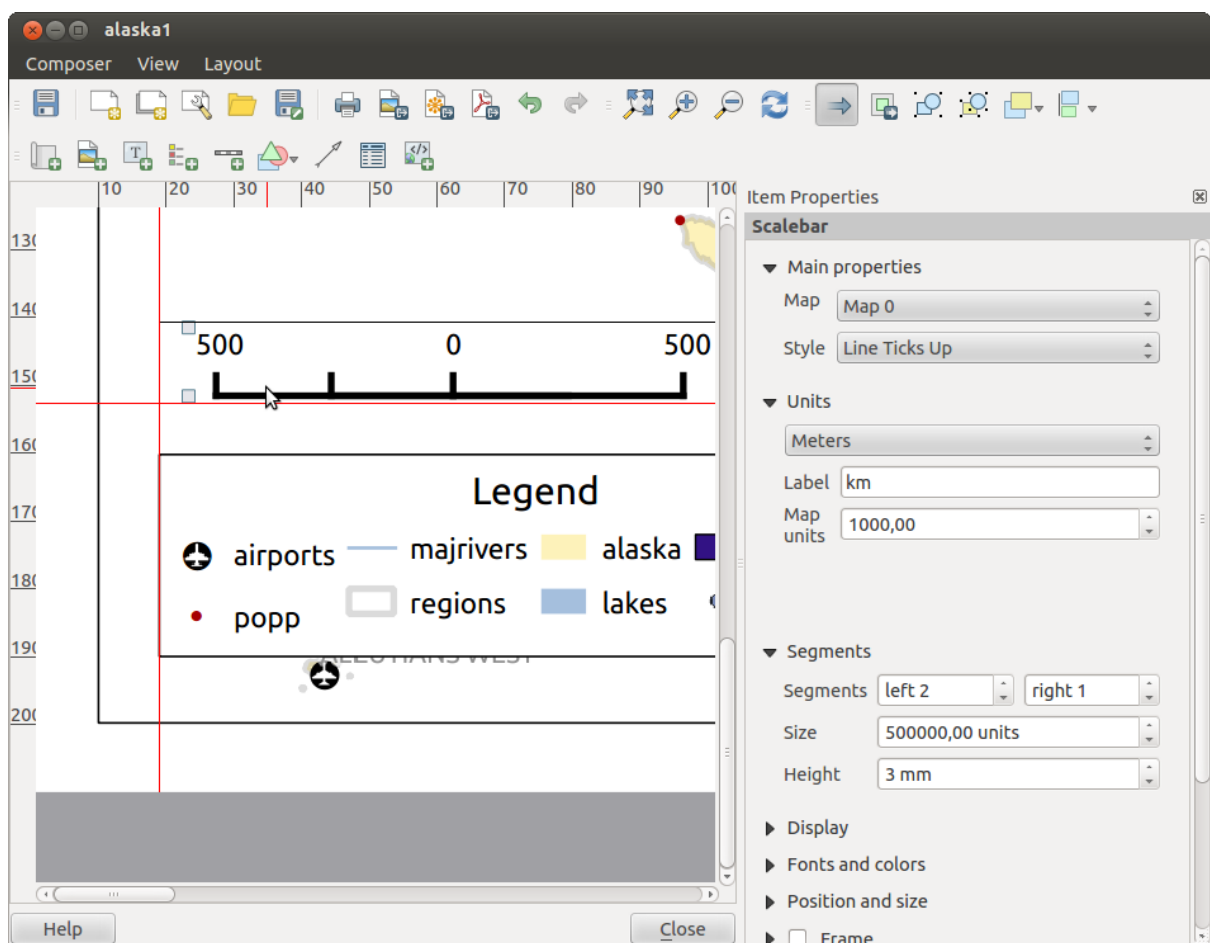 alaska1
Composer View Layout
10 20 30 40 50 60 70 80 90 100
Item Properties
Scalebar
130
140
150
160
170
180
190
200
500 0 500
Legend
airports majrivers alaska
popp regions lakes
ALEUTIANS WEST
Main properties
Map Map 0
Style Line Ticks Up
Units
Meters
Label km
Map units 1000,00
Segments
Segments left 2 right 1
Size 500000,00 units
Height 3 mm
Display
Fonts and colors
Position and size
Frame
Help Close